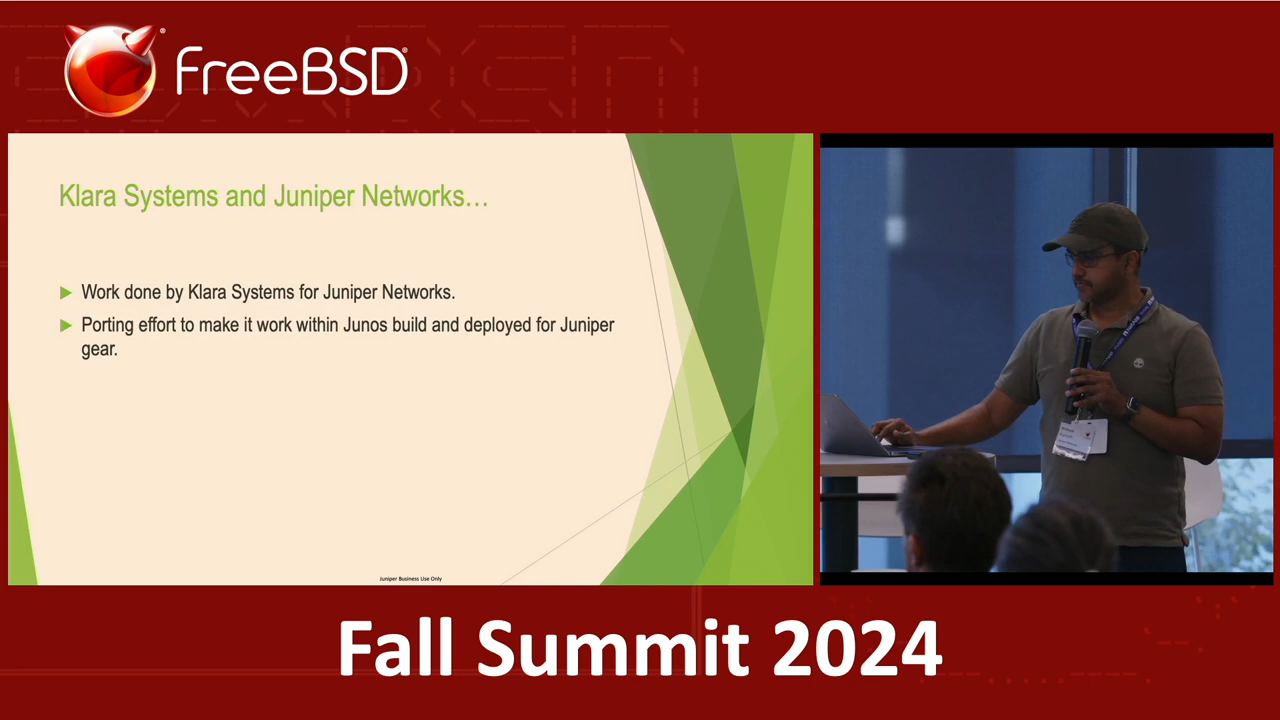 FreeBSD®
Klara Systems and Juniper Networks…
Work done by Klara Systems for Juniper Networks.
Porting effort to make it work within Junos build and deployed for Juniper
gear.
Juniper Business Use Only
Fall Summit 2024